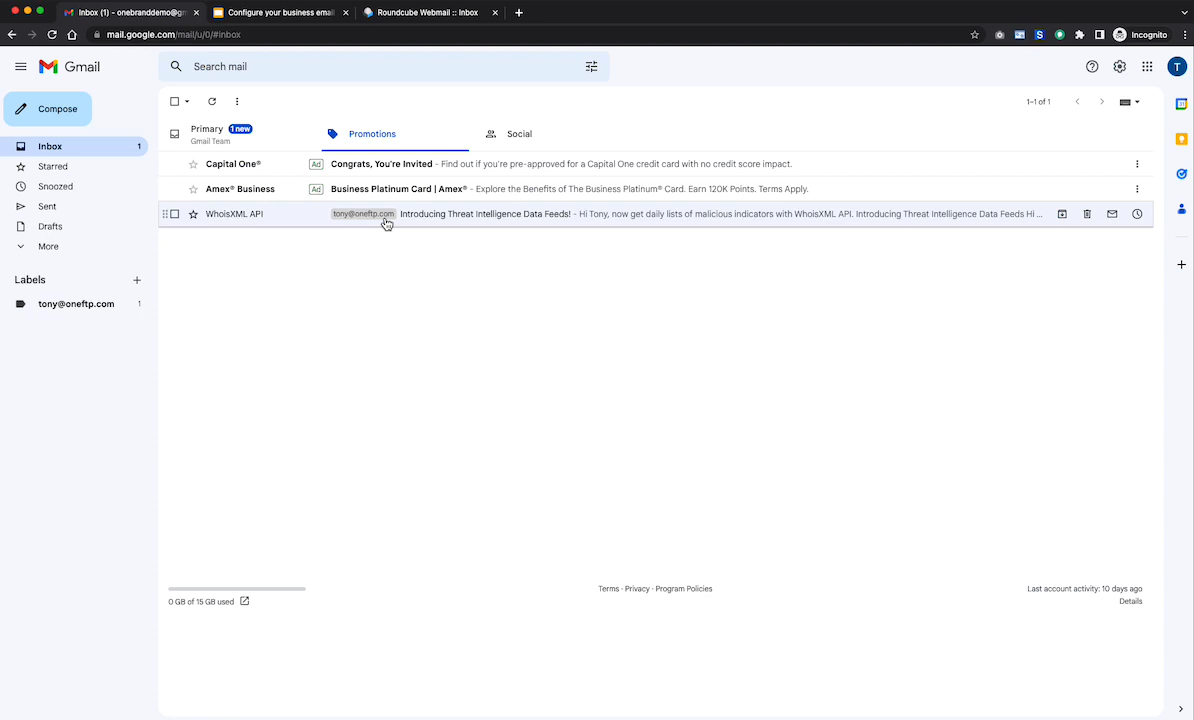 Inbox (1) - onebranddemo@gm
Configure your business email
Roundcube Webmail :: Inbox
mail.google.com/mail/u/0/#inbox
Incognito
Gmail
Search mail
T
Compose
1–1 of 1
Primary 1 new
Gmail Team
Promotions
Social
Inbox 1
Starred
Snoozed
Sent
Drafts
More
Labels
tony@oneftp.com 1
Capital One® Ad Congrats, You're Invited - Find out if you're pre-approved for a Capital One credit card with no credit score impact.
Amex® Business Ad Business Platinum Card | Amex® - Explore the Benefits of The Business Platinum® Card. Earn 120K Points. Terms Apply.
WhoisXML API tony@oneftp.com Introducing Threat Intelligence Data Feeds! - Hi Tony, now get daily lists of malicious indicators with WhoisXML API. Introducing Threat Intelligence Data Feeds Hi ...
0 GB of 15 GB used
Terms · Privacy · Program Policies
Last account activity: 10 days ago
Details